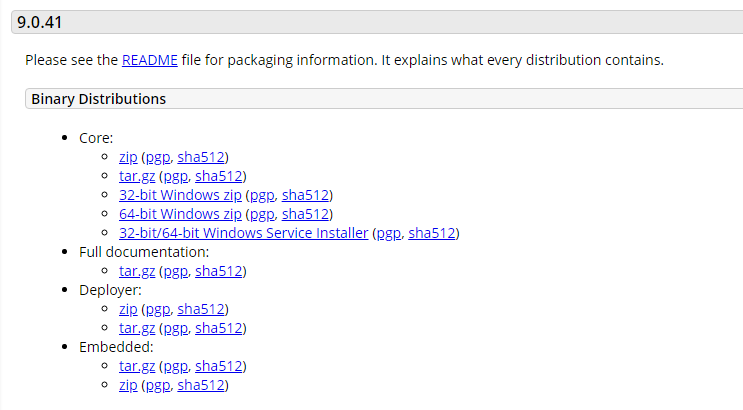 9.0.41
Please see the README file for packaging information. It explains what every distribution contains.
Binary Distributions
Core:
zip (pgp, sha512)
tar.gz (pgp, sha512)
32-bit Windows zip (pgp, sha512)
64-bit Windows zip (pgp, sha512)
32-bit/64-bit Windows Service Installer (pgp, sha512)
Full documentation:
tar.gz (pgp, sha512)
Deployer:
zip (pgp, sha512)
tar.gz (pgp, sha512)
Embedded:
tar.gz (pgp, sha512)
zip (pgp, sha512)